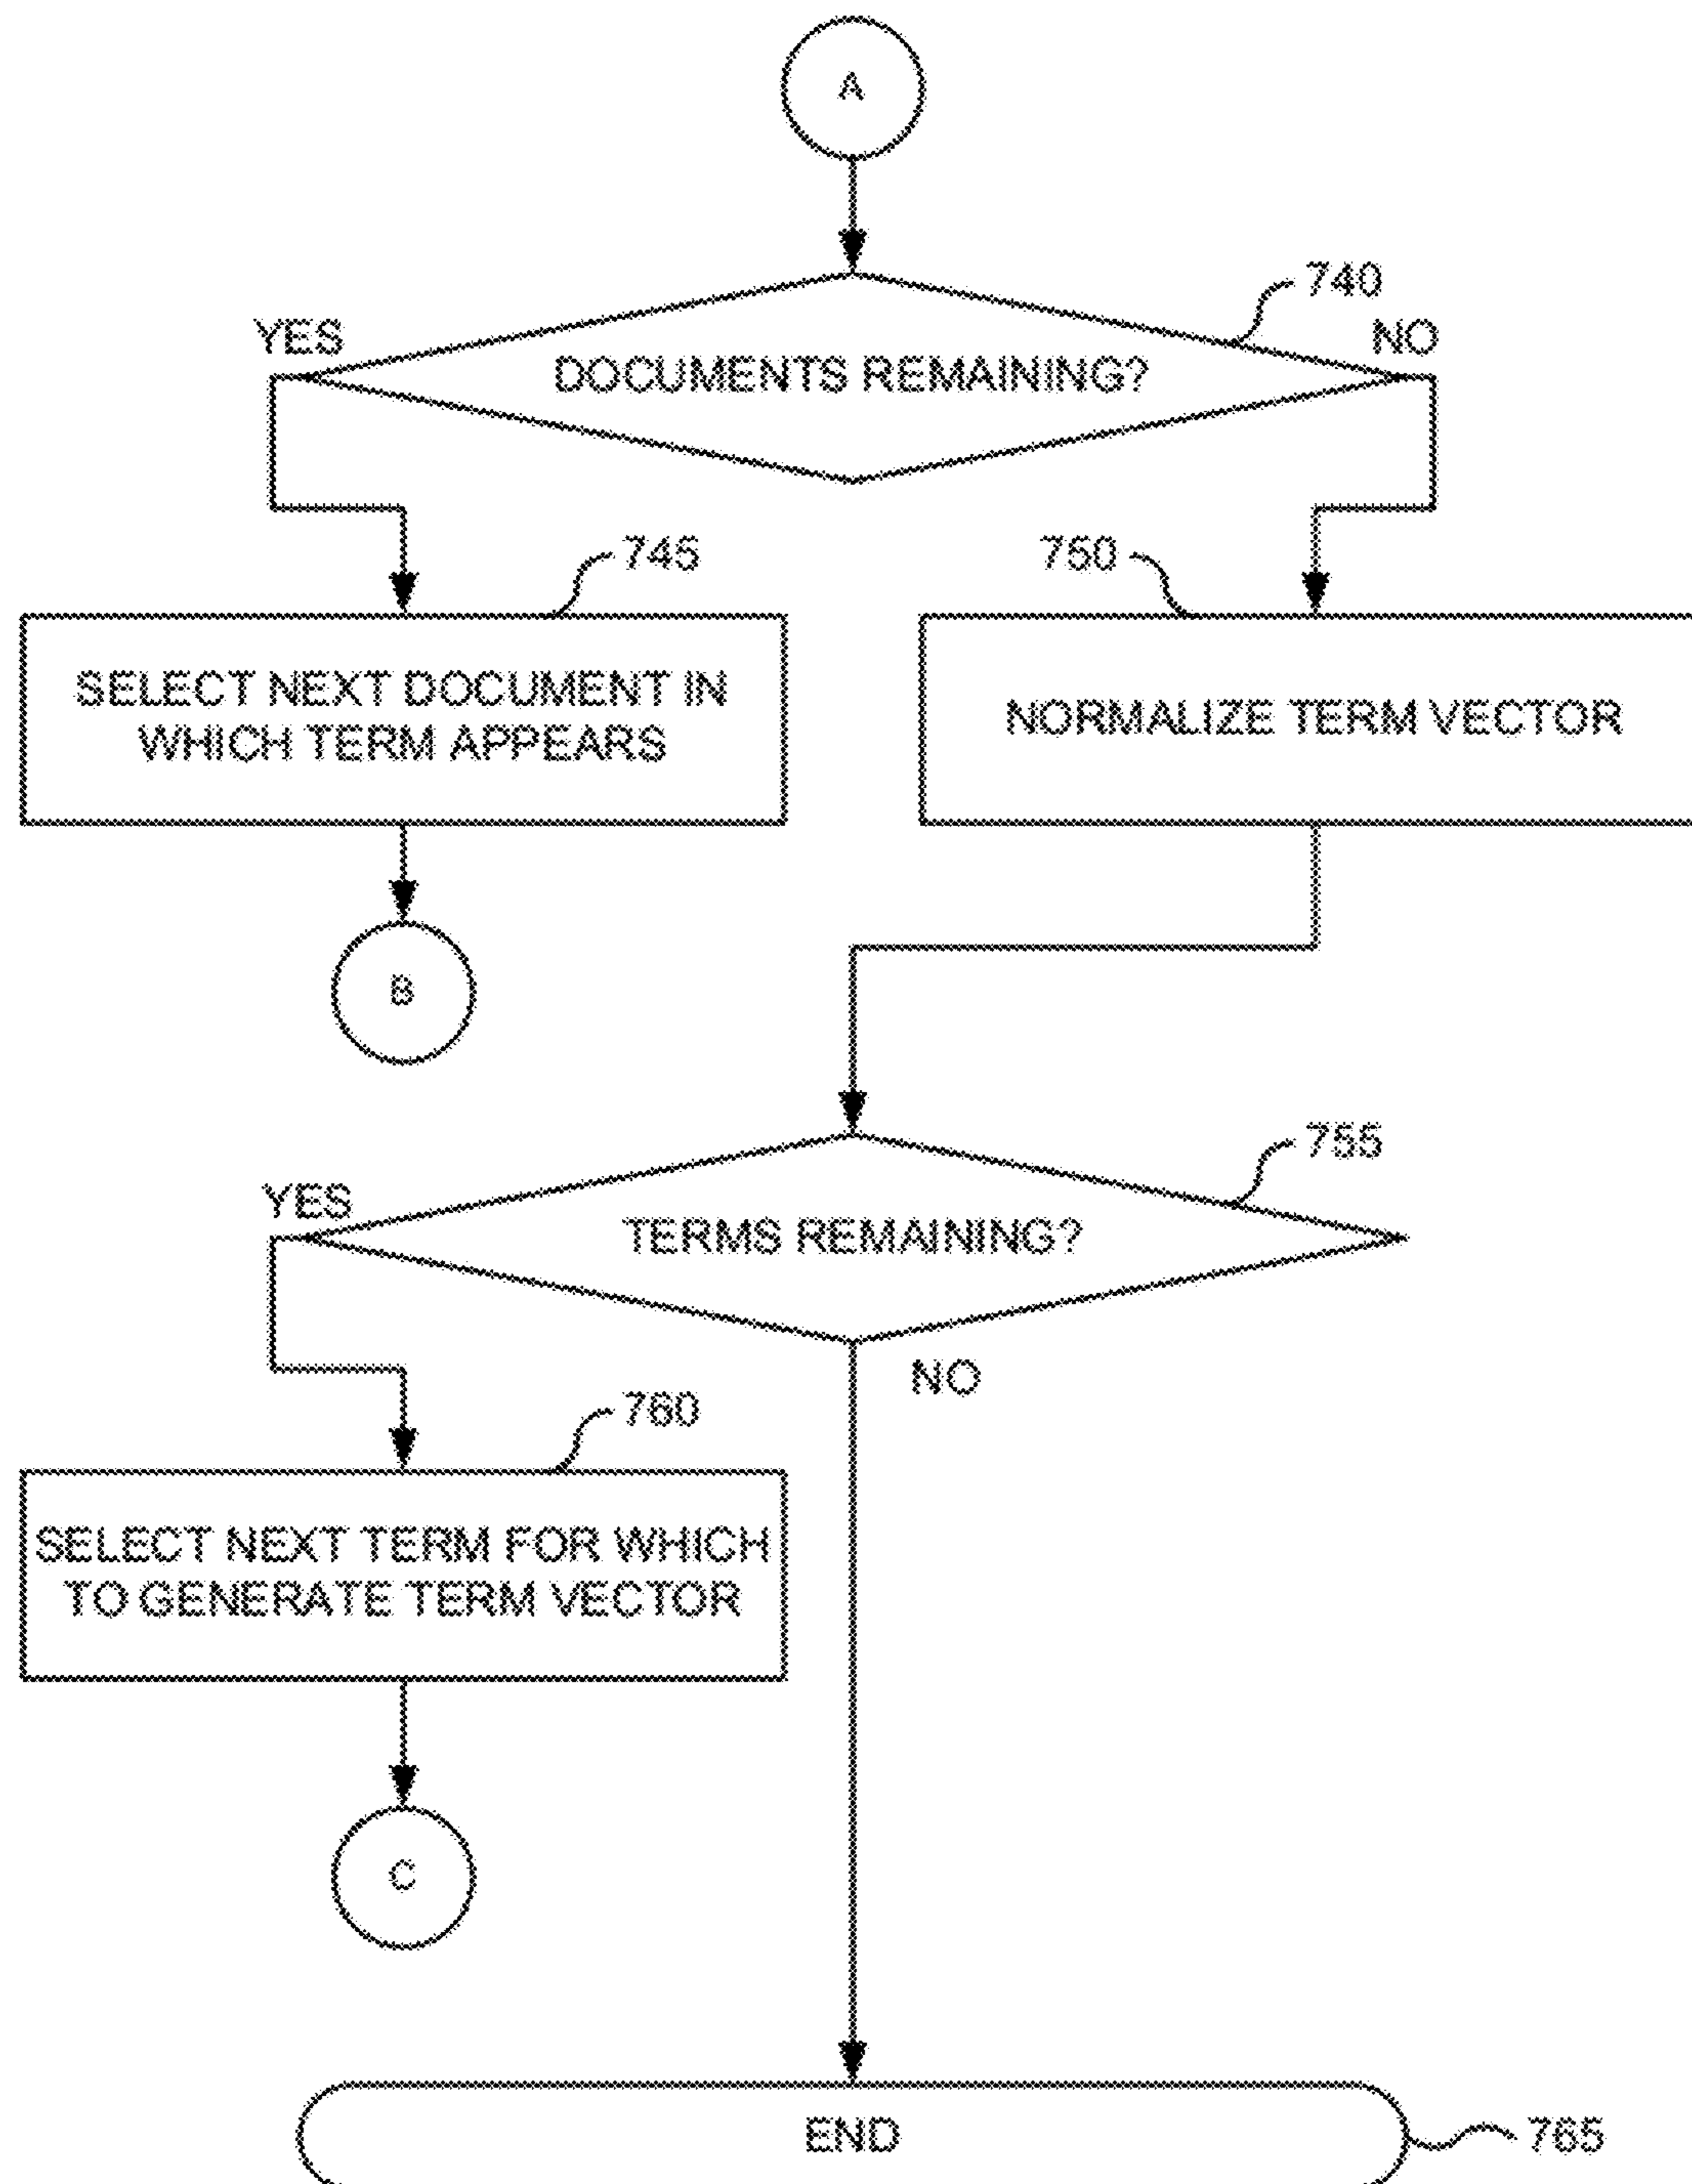 A
740
YES
NO
DOCUMENTS REMAINING?
745
750
SELECT NEXT DOCUMENT IN
WHICH TERM APPEARS
NORMALIZE TERM VECTOR
B
755
YES
TERMS REMAINING?
NO
760
SELECT NEXT TERM FOR WHICH
TO GENERATE TERM VECTOR
C
END
765